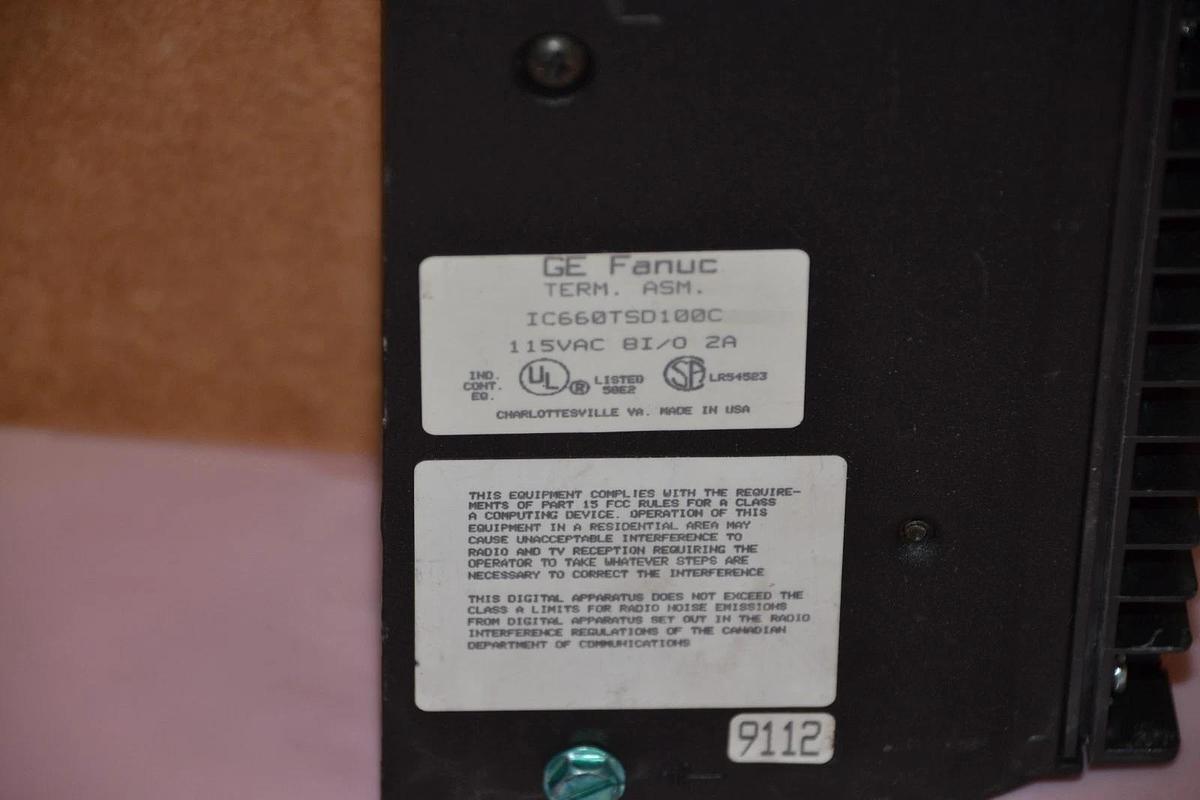 GE Fanuc
TERM. ASM.
IC660TSD100C
115VAC 8I/O 2A
IND.
CONT.
EQ.
UL ®
LISTED
50E2
SA LR54523
CHARLOTTESVILLE VA. MADE IN USA
THIS EQUIPMENT COMPLIES WITH THE REQUIRE-
MENTS OF PART 15 FCC RULES FOR A CLASS
A COMPUTING DEVICE. OPERATION OF THIS
EQUIPMENT IN A RESIDENTIAL AREA MAY
CAUSE UNACCEPTABLE INTERFERENCE TO
RADIO AND TV RECEPTION REQUIRING THE
OPERATOR TO TAKE WHATEVER STEPS ARE
NECESSARY TO CORRECT THE INTERFERENCE
THIS DIGITAL APPARATUS DOES NOT EXCEED THE
CLASS A LIMITS FOR RADIO NOISE EMISSIONS
FROM DIGITAL APPARATUS SET OUT IN THE RADIO
INTERFERENCE REGULATIONS OF THE CANADIAN
DEPARTMENT OF COMMUNICATIONS
9112